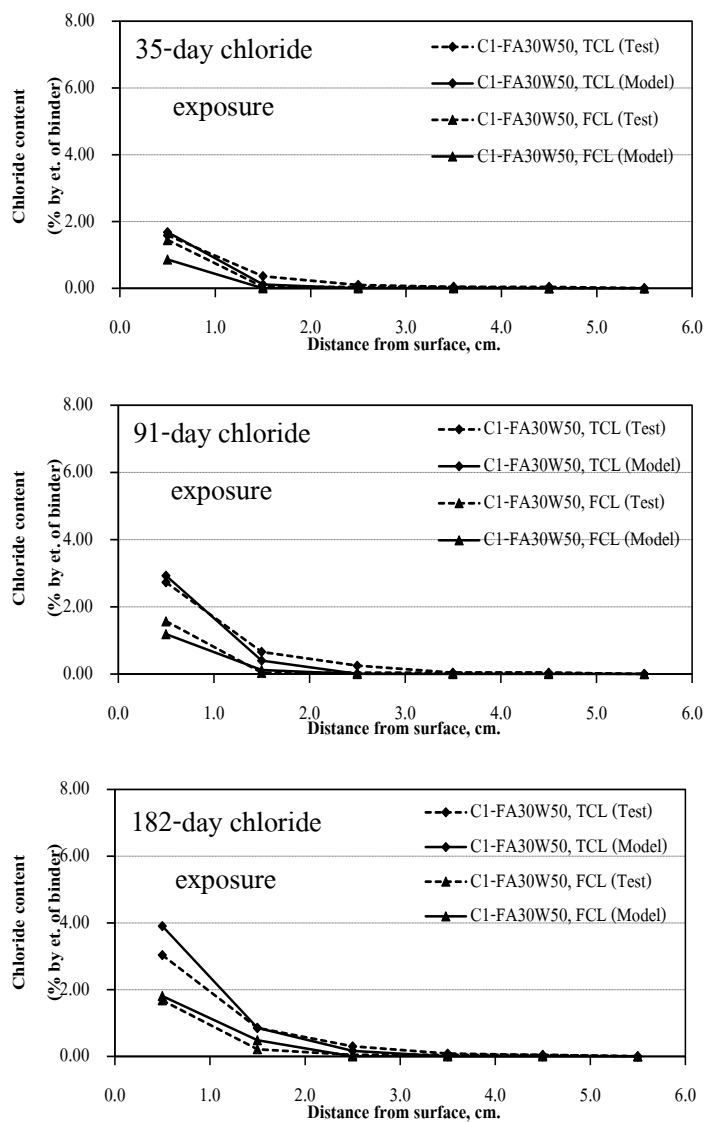 8.00
35-day chloride
exposure
C1-FA30W50, TCL (Test)
C1-FA30W50, TCL (Model)
C1-FA30W50, FCL (Test)
C1-FA30W50, FCL (Model)
6.00
4.00
2.00
0.00
Chloride content
(% by et. of binder)
0.0 1.0 2.0 3.0 4.0 5.0 6.0
Distance from surface, cm.
8.00
91-day chloride
exposure
C1-FA30W50, TCL (Test)
C1-FA30W50, TCL (Model)
C1-FA30W50, FCL (Test)
C1-FA30W50, FCL (Model)
6.00
4.00
2.00
0.00
Chloride content
(% by et. of binder)
0.0 1.0 2.0 3.0 4.0 5.0 6.0
Distance from surface, cm.
8.00
182-day chloride
exposure
C1-FA30W50, TCL (Test)
C1-FA30W50, TCL (Model)
C1-FA30W50, FCL (Test)
C1-FA30W50, FCL (Model)
6.00
4.00
2.00
0.00
Chloride content
(% by et. of binder)
0.0 1.0 2.0 3.0 4.0 5.0 6.0
Distance from surface, cm.